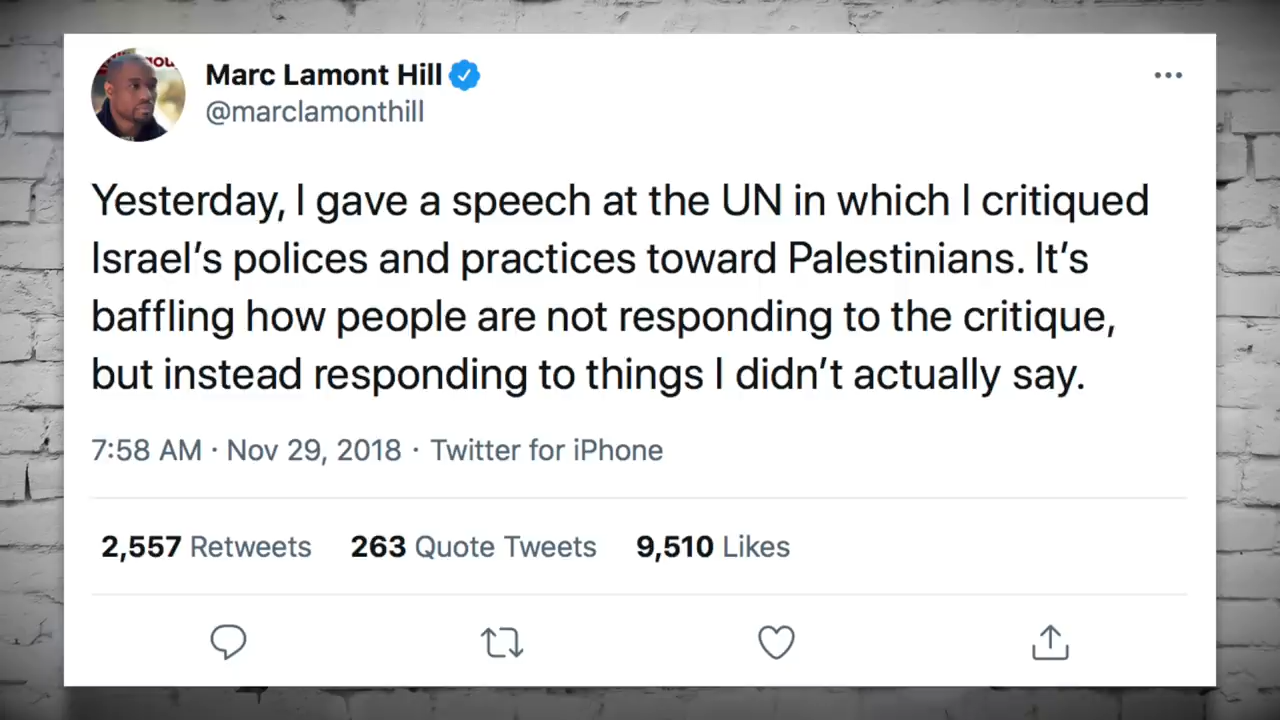 Marc Lamont Hill
@marclamonthill
Yesterday, I gave a speech at the UN in which I critiqued
Israel’s polices and practices toward Palestinians. It’s
baffling how people are not responding to the critique,
but instead responding to things I didn’t actually say.
7:58 AM · Nov 29, 2018 · Twitter for iPhone
2,557 Retweets 263 Quote Tweets 9,510 Likes